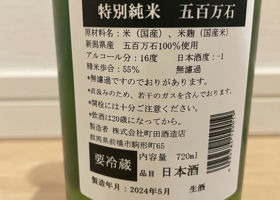 特別純米 五百万石
原材料名：米（国産）、米麹（国産米）
新潟県産 五百万石100％使用
アルコール分：16度 日本酒度：-1
精米歩合：55％ 無濾過
*無濾過ですのでおりがあります。
*直汲みのため、若干のガスを含んでおります。
*開栓には十分ご注意ください。
*飲酒は20歳になってから。
製造者 株式会社町田酒造店
群馬県前橋市駒形町65
要冷蔵
内容量 720ml
品目 日本酒
製造年月：2024年5月 生酒